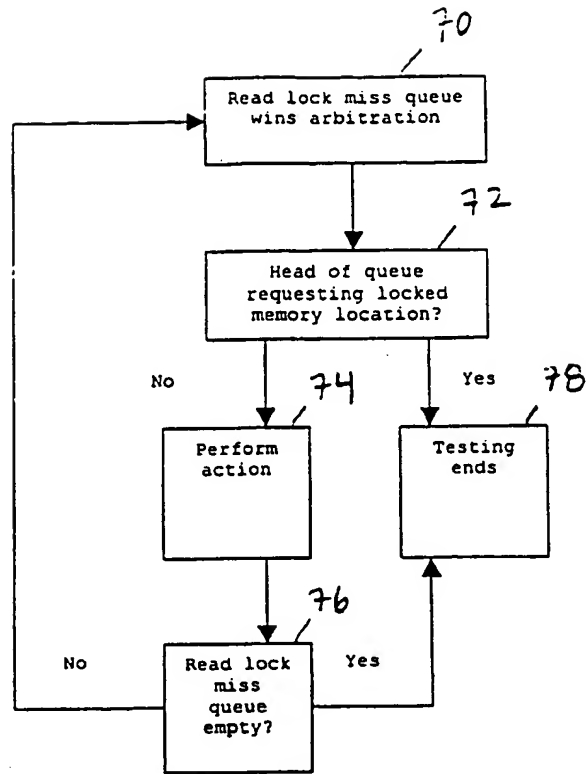 70
Read lock miss queue
wins arbitration
72
Head of queue
requesting locked
memory location?
No
Yes
74
78
Perform
action
Testing
ends
76
No
Read lock
miss
queue
empty?
Yes